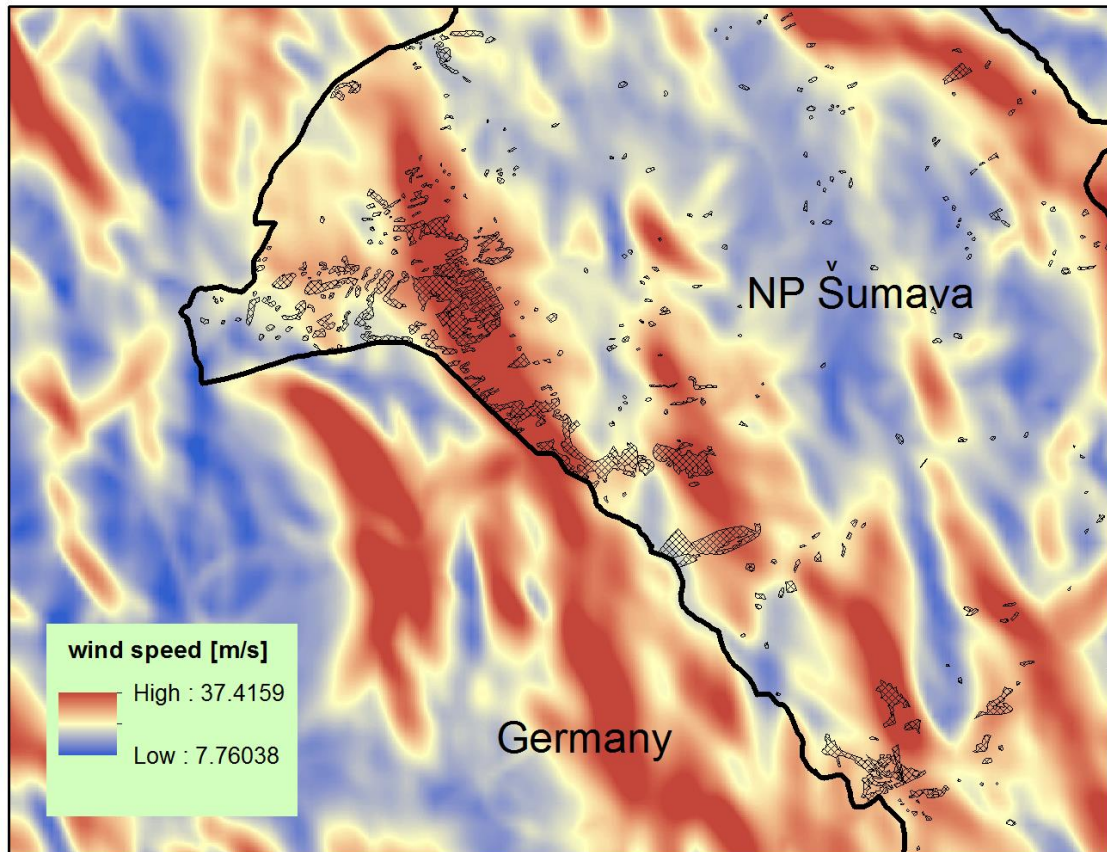 NP Šumava
wind speed [m/s]
High : 37.4159
Low : 7.76038
Germany